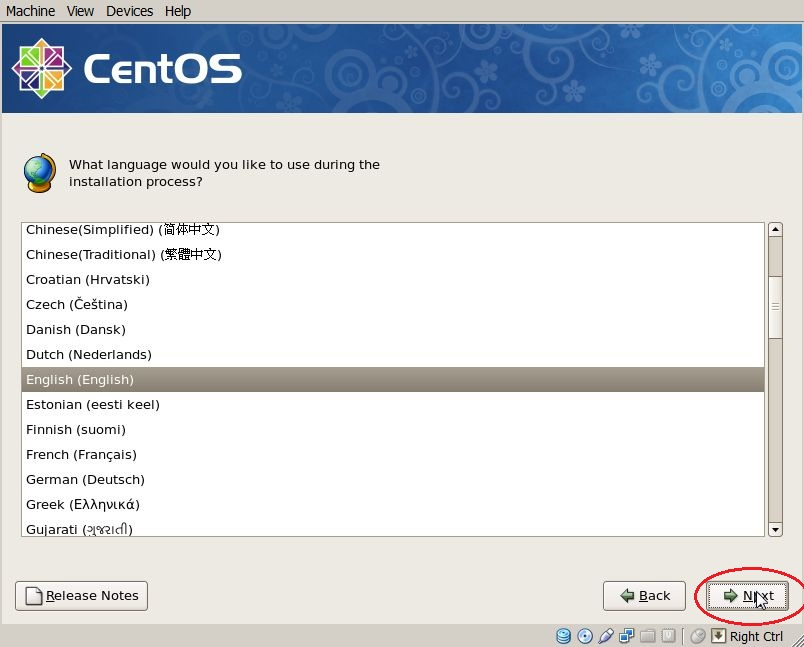 Machine View Devices Help
CentOS
What language would you like to use during the
installation process?
Chinese(Simplified) (简体中文)
Chinese(Traditional) (繁體中文)
Croatian (Hrvatski)
Czech (Čeština)
Danish (Dansk)
Dutch (Nederlands)
English (English)
Estonian (eesti keel)
Finnish (suomi)
French (Français)
German (Deutsch)
Greek (Ελληνικά)
Gujarati (ગુજરાતી)
Release Notes Back Next
Right Ctrl